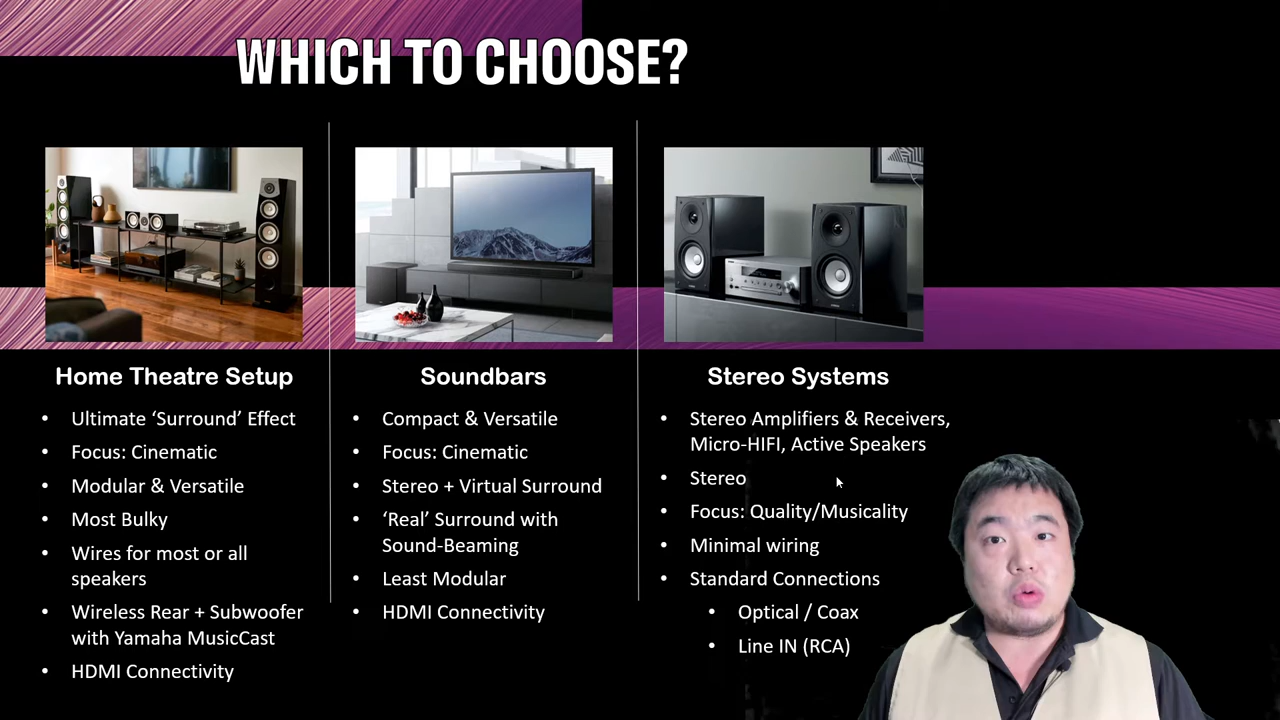 WHICH TO CHOOSE?
Home Theatre Setup
• Ultimate ‘Surround’ Effect
• Focus: Cinematic
• Modular & Versatile
• Most Bulky
• Wires for most or all
speakers
• Wireless Rear + Subwoofer
with Yamaha MusicCast
• HDMI Connectivity
Soundbars
• Compact & Versatile
• Focus: Cinematic
• Stereo + Virtual Surround
• ‘Real’ Surround with
Sound-Beaming
• Least Modular
• HDMI Connectivity
Stereo Systems
• Stereo Amplifiers & Receivers,
Micro-HIFI, Active Speakers
• Stereo
• Focus: Quality/Musicality
• Minimal wiring
• Standard Connections
• Optical / Coax
• Line IN (RCA)